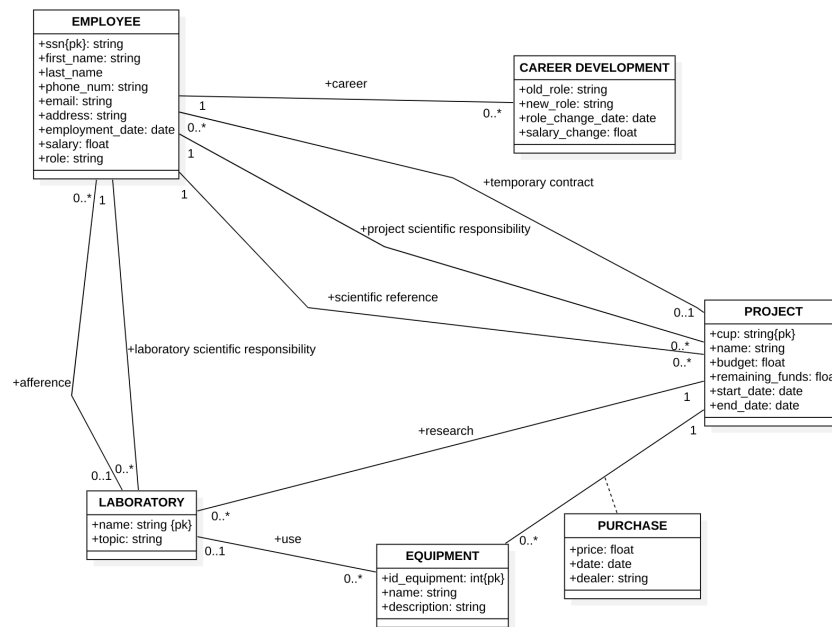 EMPLOYEE
+ssn{pk}: string
+first_name: string
+last_name
+phone_num: string
+email: string
+address: string
+employment_date: date
+salary: float
+role: string
CAREER DEVELOPMENT
+old_role: string
+new_role: string
+role_change_date: date
+salary_change: float
+career
1
0..*
0..*
1
1
+temporary contract
+project scientific responsibility
+scientific reference
0..* 1
0..1
0..*
0..*
PROJECT
+cup: string{pk}
+name: string
+budget: float
+remaining_funds: floa
+start_date: date
+end_date: date
+laboratory scientific responsibility
+afference
1
1
+research
0..1 0..*
LABORATORY
+name: string {pk}
+topic: string
0..*
0..1
+use
0..*
0..*
EQUIPMENT
+id_equipment: int{pk}
+name: string
+description: string
PURCHASE
+price: float
+date: date
+dealer: string